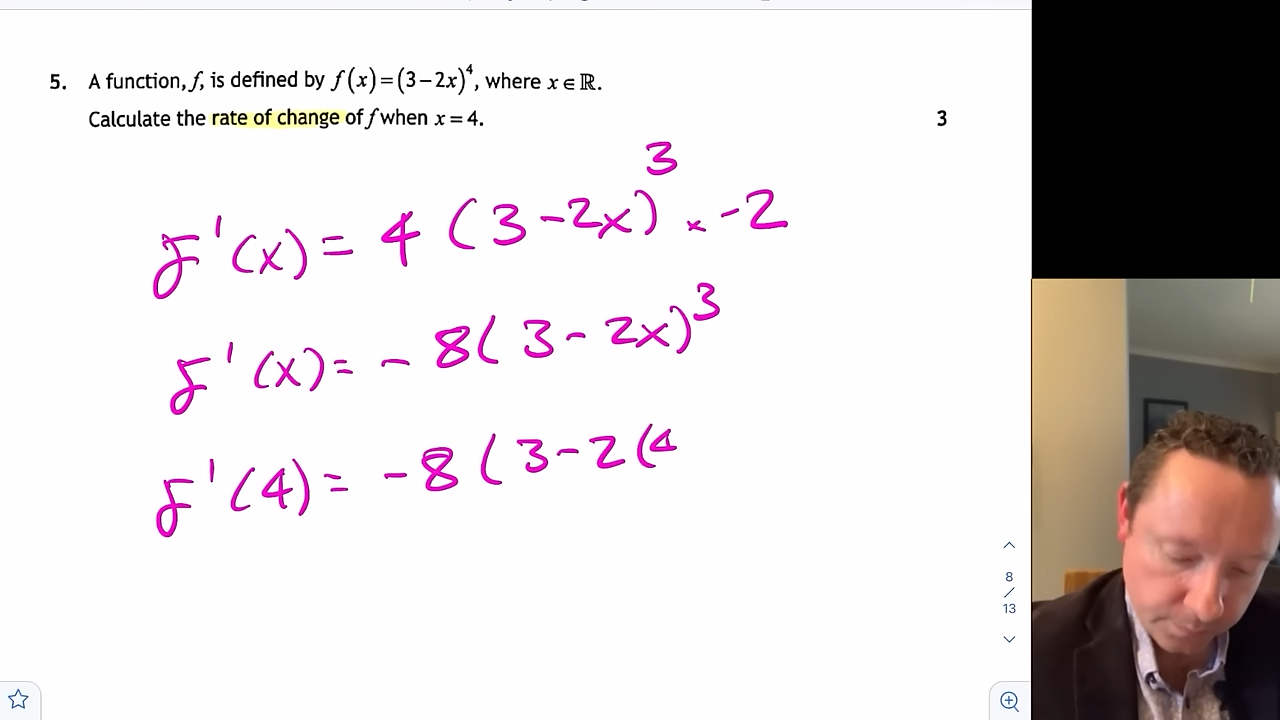 5. A function, f, is defined by f(x)=(3−2x)⁴, where x∈ℝ.
Calculate the rate of change of f when x=4. 3
f'(x) = 4(3−2x)³ × −2
f'(x) = −8(3−2x)³
f'(4) = −8(3−2(4
8
/
13